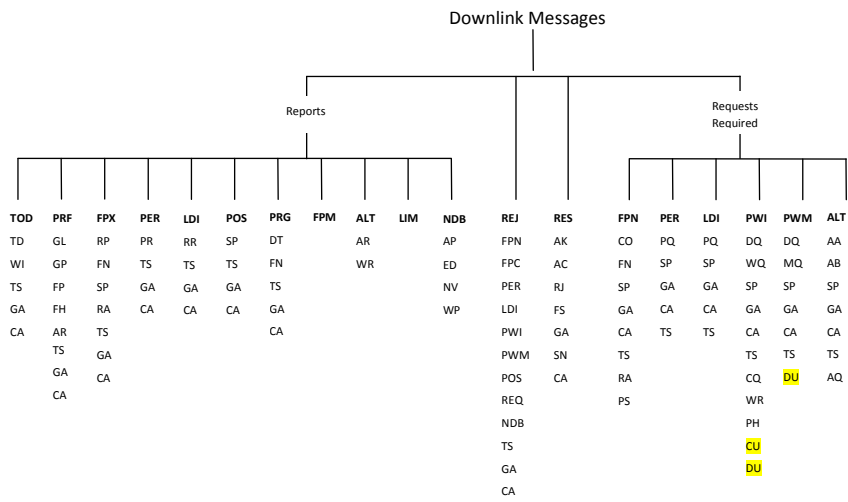 Downlink Messages
Reports
Requests
Required
TOD PRF FPX PER LDI POS PRG FPM ALT LIM NDB REJ RES FPN PER LDI PWI PWM ALT
TD GL RP PR RR SP DT AR AP FPN AK CO PQ PQ DQ DQ AA
WI GP FN TS TS TS FN WR ED FPC AC FN SP SP WQ MQ AB
TS FP SP GA GA GA TS NV PER RJ SP GA GA SP SP SP
GA FH RA CA CA CA GA WP LDI FS GA CA CA GA GA GA
CA AR TS CA PWI GA CA TS TS CA CA CA
TS GA PWM SN TS TS TS TS
GA CA POS CA RA CQ DU AQ
CA REQ PS WR
NDB PH
TS CU
GA DU
CA